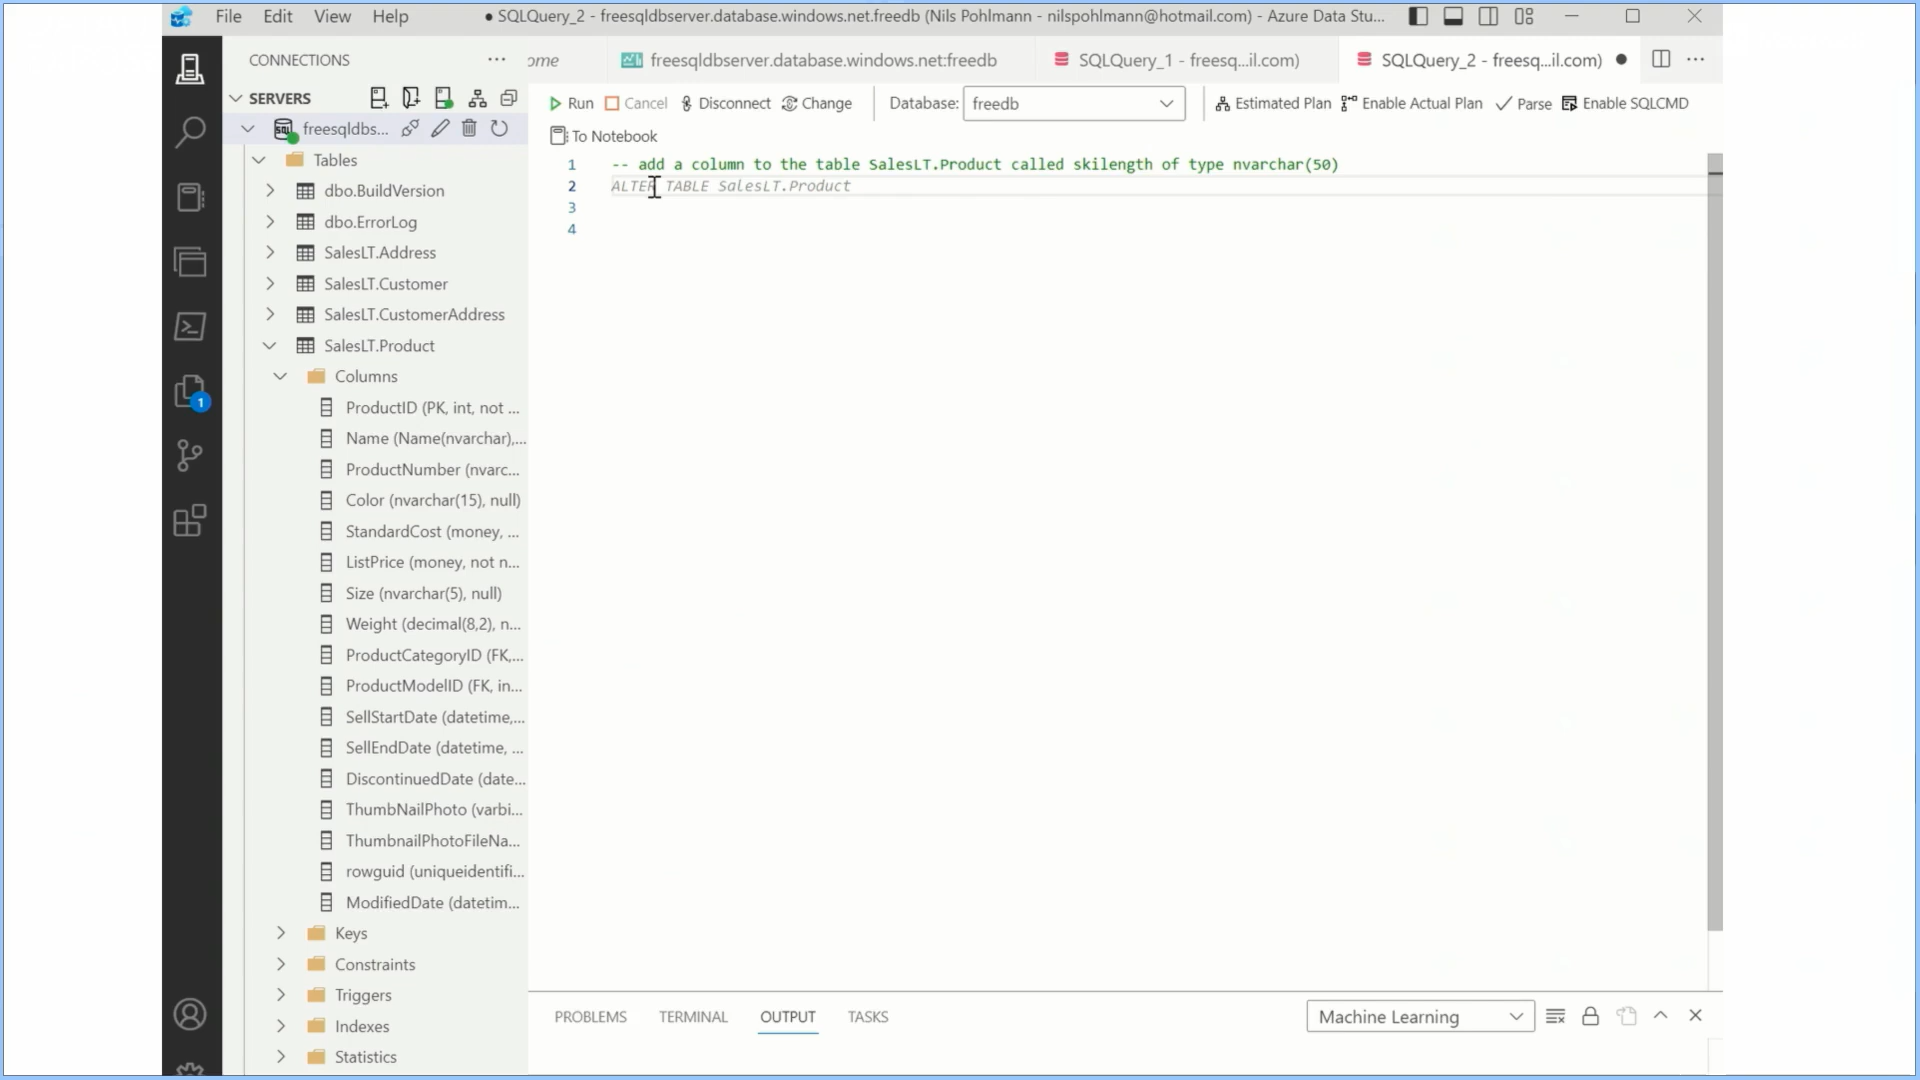 File Edit View Help
● SQLQuery_2 - freesqldbserver.database.windows.net.freedb (Nils Pohlmann - nilspohlmann@hotmail.com) - Azure Data Stu...
CONNECTIONS ...
ome
freesqldbserver.database.windows.net:freedb
SQLQuery_1 - freesq...il.com)
SQLQuery_2 - freesq...il.com) ●
SERVERS
Run Cancel Disconnect Change Database: freedb Estimated Plan Enable Actual Plan Parse Enable SQLCMD
To Notebook
freesqldbs...
Tables
dbo.BuildVersion
dbo.ErrorLog
SalesLT.Address
SalesLT.Customer
SalesLT.CustomerAddress
SalesLT.Product
Columns
ProductID (PK, int, not ...
Name (Name(nvarchar),...
ProductNumber (nvarc...
Color (nvarchar(15), null)
StandardCost (money, ...
ListPrice (money, not n...
Size (nvarchar(5), null)
Weight (decimal(8,2), n...
ProductCategoryID (FK,...
ProductModelID (FK, in...
SellStartDate (datetime,...
SellEndDate (datetime, ...
DiscontinuedDate (date...
ThumbNailPhoto (varbi...
ThumbnailPhotoFileNa...
rowguid (uniqueidentifi...
ModifiedDate (datetim...
Keys
Constraints
Triggers
Indexes
Statistics
1
1 -- add a column to the table SalesLT.Product called skilength of type nvarchar(50)
2 ALTER TABLE SalesLT.Product
3
4
PROBLEMS TERMINAL OUTPUT TASKS
Machine Learning